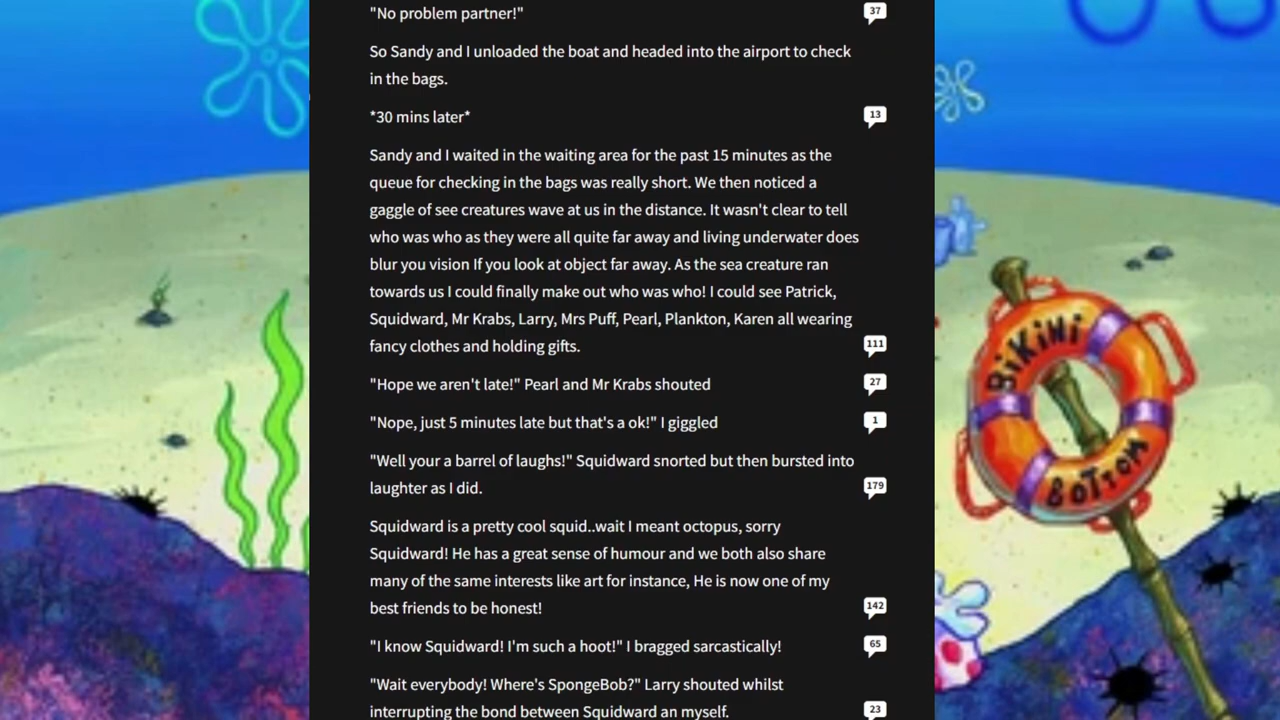 "No problem partner!"
37
So Sandy and I unloaded the boat and headed into the airport to check
in the bags.
*30 mins later*
13
Sandy and I waited in the waiting area for the past 15 minutes as the
queue for checking in the bags was really short. We then noticed a
gaggle of see creatures wave at us in the distance. It wasn't clear to tell
who was who as they were all quite far away and living underwater does
blur you vision If you look at object far away. As the sea creature ran
towards us I could finally make out who was who! I could see Patrick,
Squidward, Mr Krabs, Larry, Mrs Puff, Pearl, Plankton, Karen all wearing
fancy clothes and holding gifts.
111
"Hope we aren't late!" Pearl and Mr Krabs shouted
27
"Nope, just 5 minutes late but that's a ok!" I giggled
1
"Well your a barrel of laughs!" Squidward snorted but then bursted into
laughter as I did.
179
Squidward is a pretty cool squid..wait I meant octopus, sorry
Squidward! He has a great sense of humour and we both also share
many of the same interests like art for instance, He is now one of my
best friends to be honest!
142
"I know Squidward! I'm such a hoot!" I bragged sarcastically!
65
"Wait everybody! Where's SpongeBob?" Larry shouted whilst
interrupting the bond between Squidward an myself.
23
BIKINI
BOTTOM